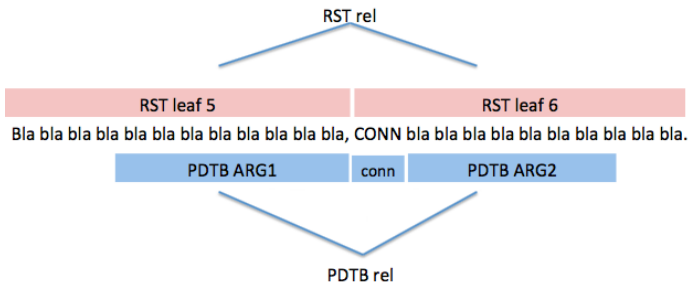 RST rel
RST leaf 5 RST leaf 6
Bla bla bla bla bla bla bla bla bla bla bla bla, CONN bla bla bla bla bla bla bla bla bla bla.
PDTB ARG1 conn PDTB ARG2
PDTB rel